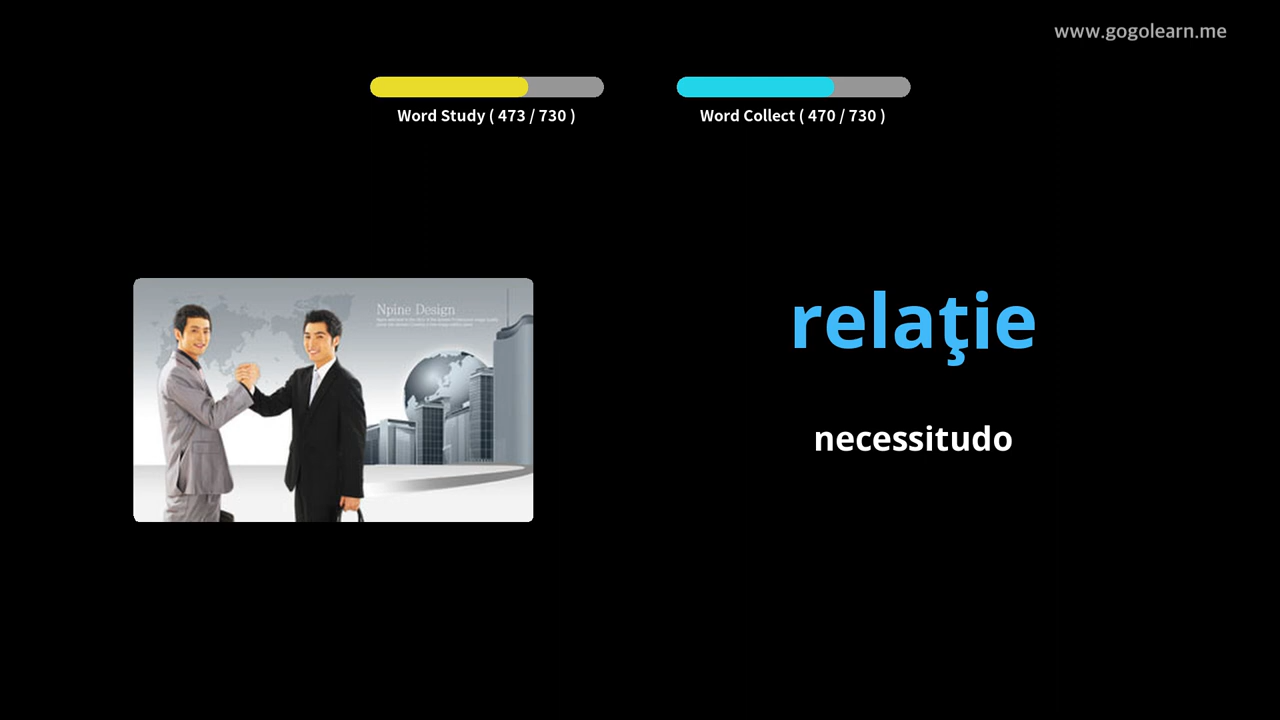 www.gogolearn.me
Word Study ( 473 / 730 )
Word Collect ( 470 / 730 )
Npine Design
relaţie
necessitudo